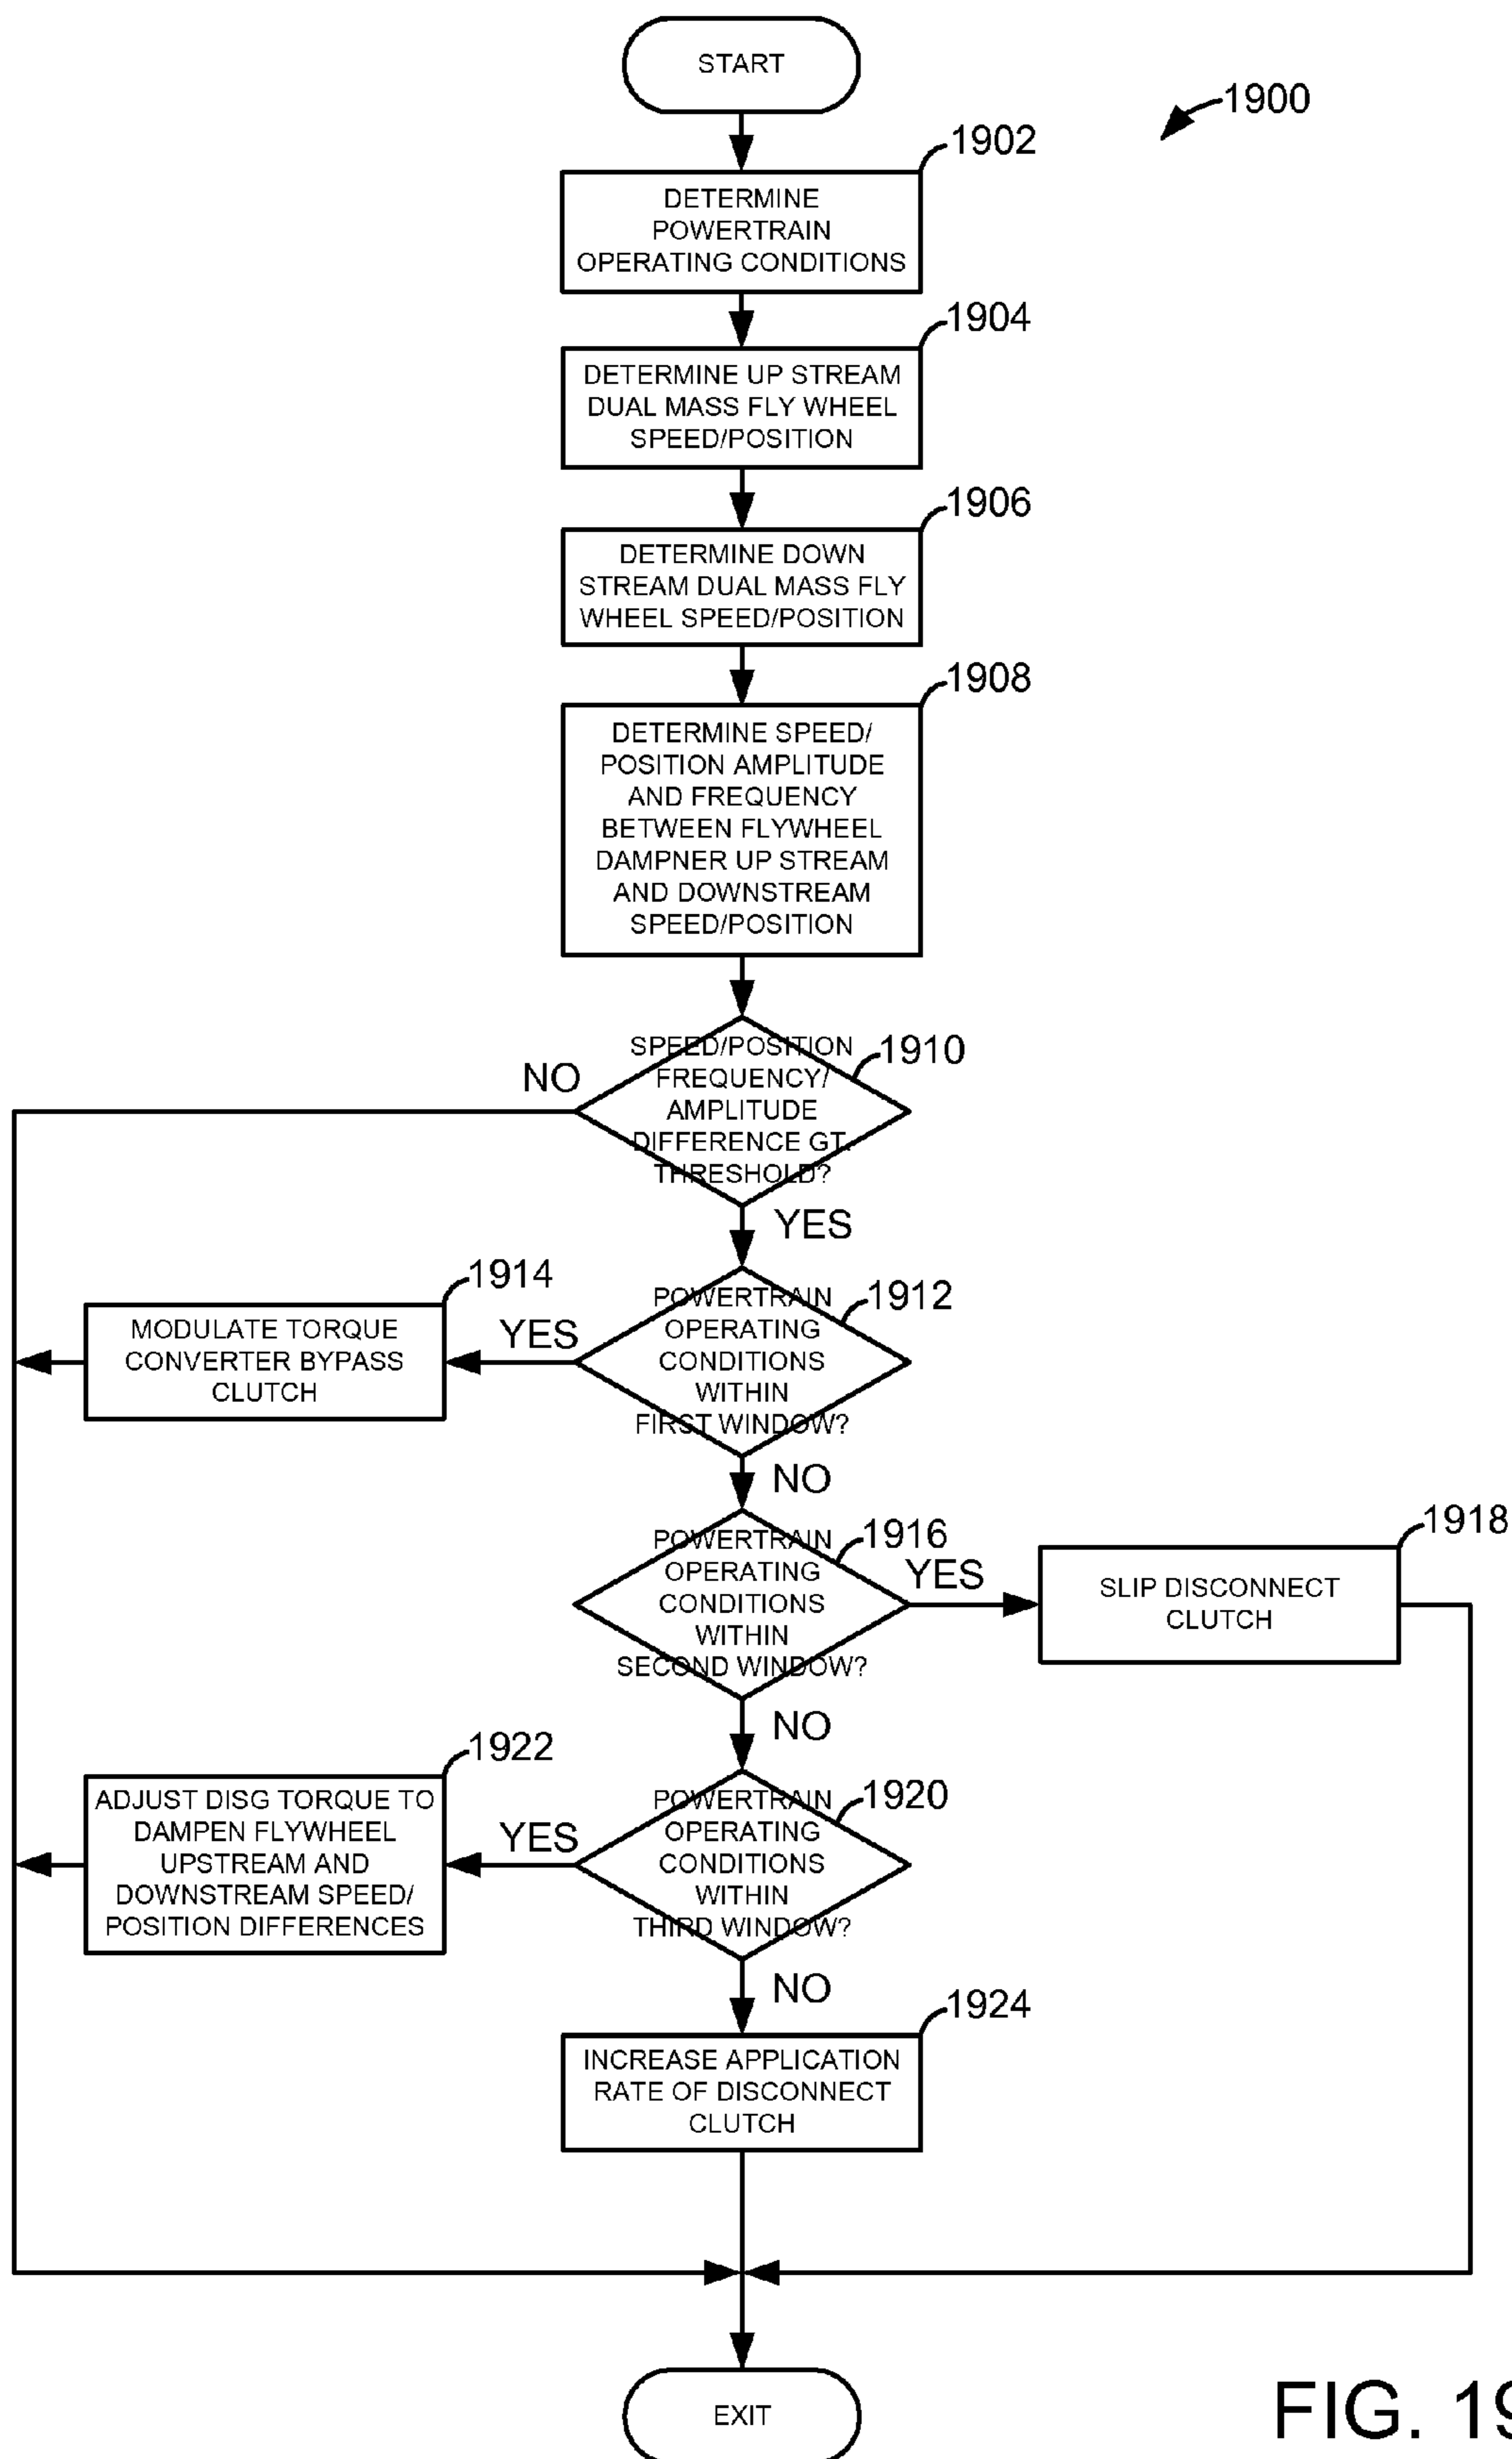 START
1900
1902
DETERMINE
POWERTRAIN
OPERATING CONDITIONS
1904
DETERMINE UP STREAM
DUAL MASS FLY WHEEL
SPEED/POSITION
1906
DETERMINE DOWN
STREAM DUAL MASS FLY
WHEEL SPEED/POSITION
1908
DETERMINE SPEED/
POSITION AMPLITUDE
AND FREQUENCY
BETWEEN FLYWHEEL
DAMPNER UP STREAM
AND DOWNSTREAM
SPEED/POSITION
1910
SPEED/POSITION
FREQUENCY/
AMPLITUDE
DIFFERENCE GT.
THRESHOLD?
NO
YES
1912
POWERTRAIN
OPERATING
CONDITIONS
WITHIN
FIRST WINDOW?
YES
1914
MODULATE TORQUE
CONVERTER BYPASS
CLUTCH
NO
1916
POWERTRAIN
OPERATING
CONDITIONS
WITHIN
SECOND WINDOW?
YES
1918
SLIP DISCONNECT
CLUTCH
NO
1920
POWERTRAIN
OPERATING
CONDITIONS
WITHIN
THIRD WINDOW?
YES
1922
ADJUST DISG TORQUE TO
DAMPEN FLYWHEEL
UPSTREAM AND
DOWNSTREAM SPEED/
POSITION DIFFERENCES
NO
1924
INCREASE APPLICATION
RATE OF DISCONNECT
CLUTCH
EXIT
FIG. 19